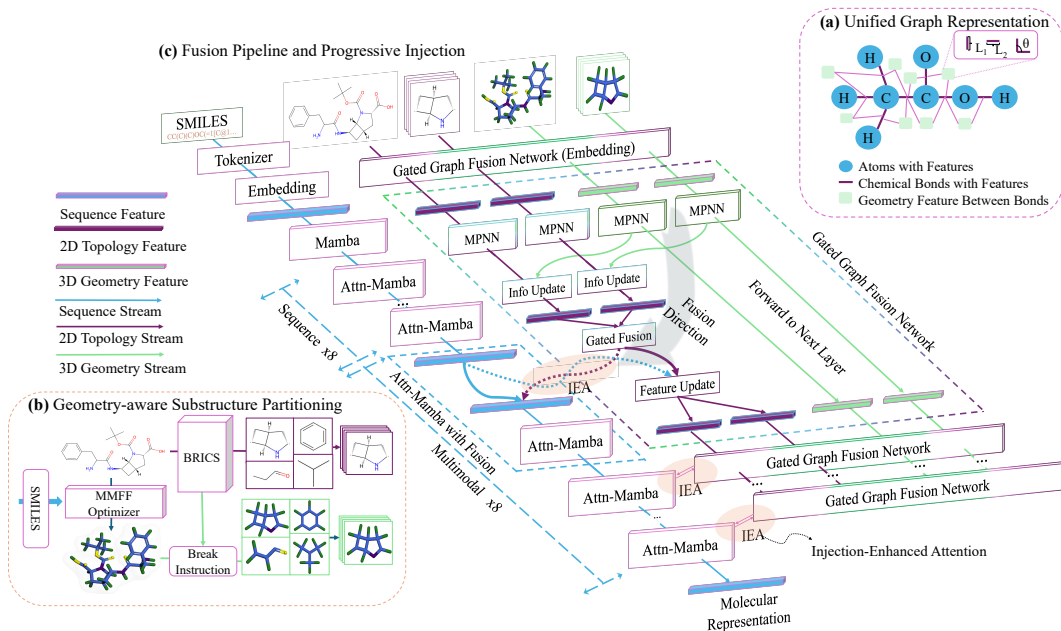 (a) Unified Graph Representation
L1
L2
θ
H
O
H
C
C
O
H
H
Atoms with Features
Chemical Bonds with Features
Geometry Feature Between Bonds
(c) Fusion Pipeline and Progressive Injection
SMILES
CC(C)(C)OC(=1[C@1...
Tokenizer
Embedding
Mamba
Attn-Mamba
...
Attn-Mamba
Gated Graph Fusion Network (Embedding)
MPNN
MPNN
MPNN
MPNN
Info Update
Info Update
Gated Fusion
Feature Update
Fusion
Direction
Forward to Next Layer
Gated Graph Fusion Network
Sequence Feature
2D Topology Feature
3D Geometry Feature
Sequence Stream
2D Topology Stream
3D Geometry Stream
Sequence x8
Attn-Mamba with Fusion
Multimodal x8
IEA
Attn-Mamba
Attn-Mamba
...
Attn-Mamba
IEA
IEA
Gated Graph Fusion Network
... ... ... ...
Gated Graph Fusion Network
Injection-Enhanced Attention
Molecular
Representation
(b) Geometry-aware Substructure Partitioning
SMILES
MMFF
Optimizer
BRICS
Break
Instruction